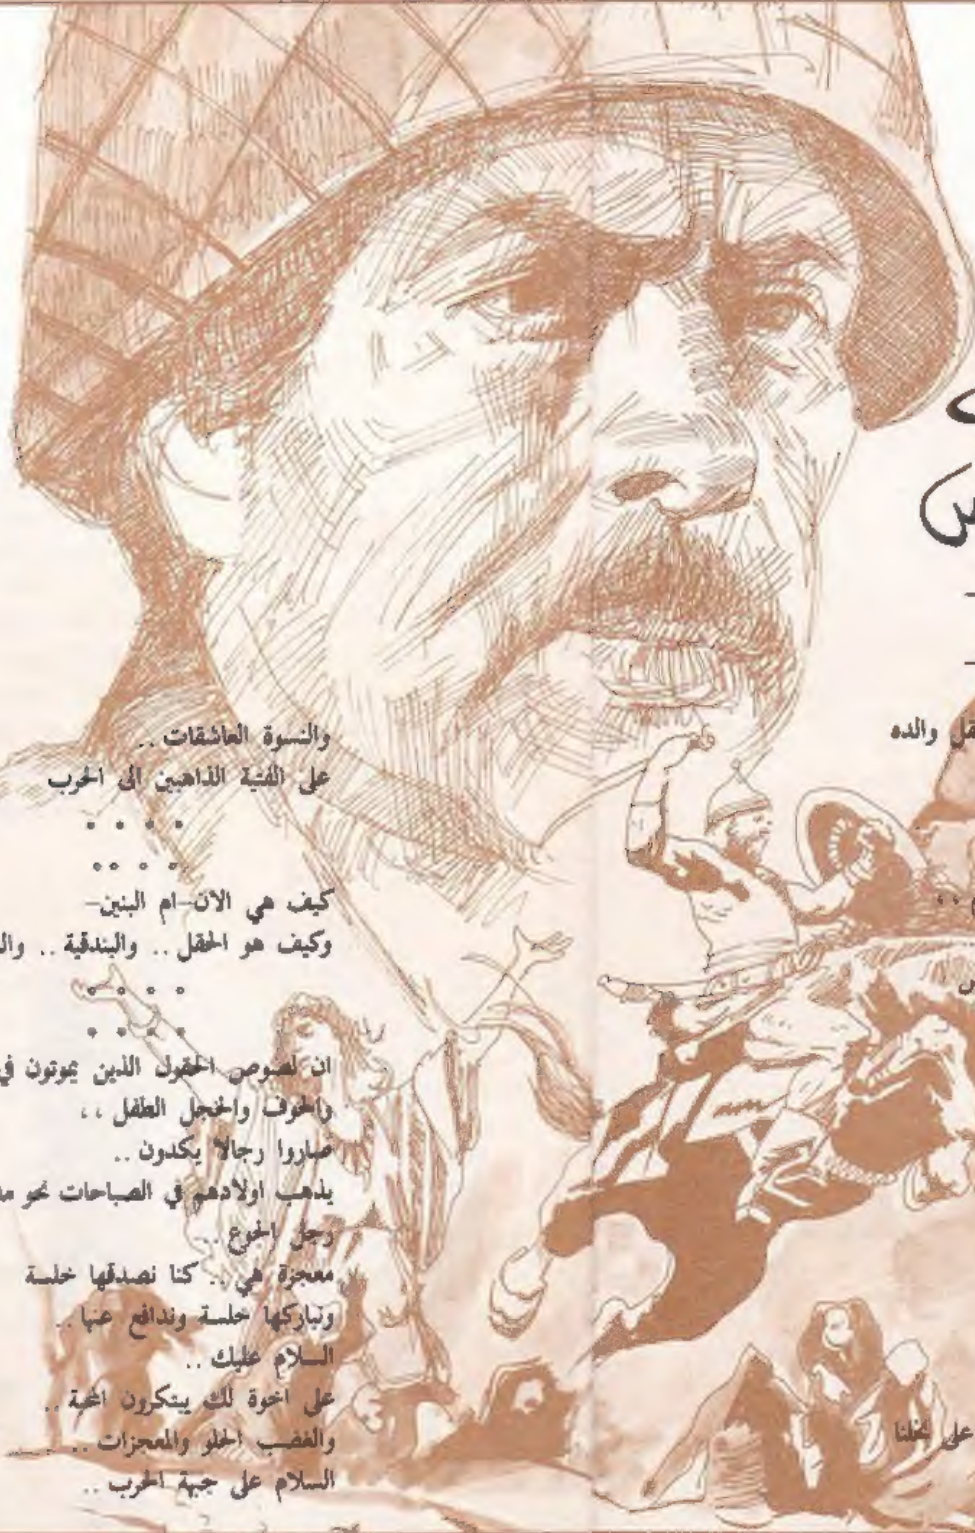 قل والده
على نخلنا
والنسوة العاشقات ..
على الفتية الذاهبين الى الحرب
• • • •
• • • •
كيف هي الان-ام البنين-
وكيف هو الحقل .. والبندقية ..
• • • •
• • • •
ان لصوص الحقول الذين يموتون في
والخوف والخجل الطفل ،،
صاروا رجالا يكدون ..
يذهب اولادهم في الصباحات نحو
رجل الجوع ..
معجزة هي .. كنا نصدقها خلسة
ونباركها خلسة وندافع عنها ..
السلام عليك ..
على اخوة لك يبتكرون المحبة ..
والغضب الحلو والمعجزات ..
السلام على جبهة الحرب ..